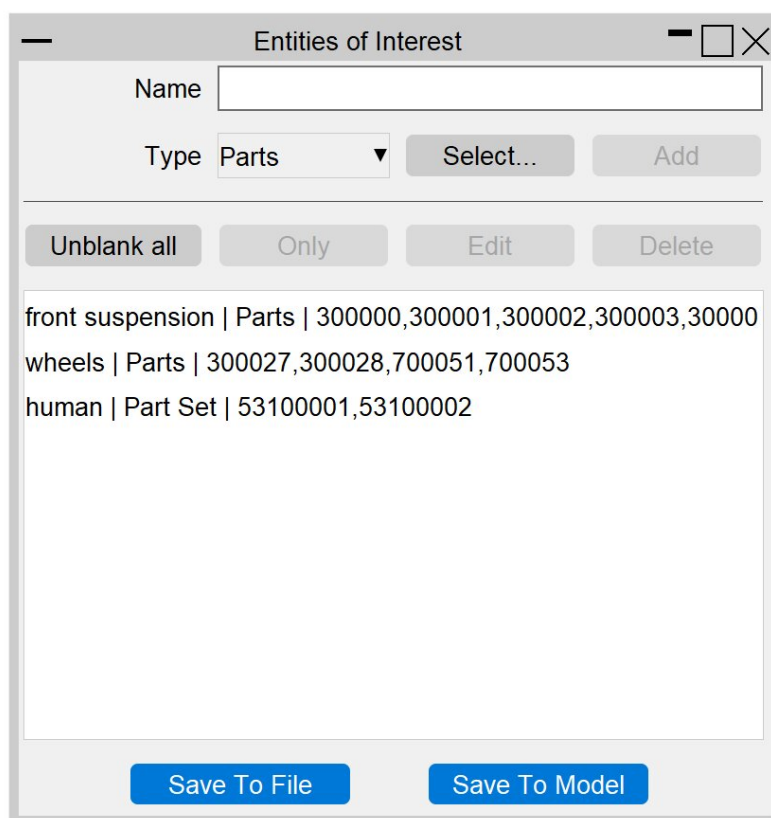 Entities of Interest
Name
Type Parts Select... Add
Unblank all Only Edit Delete
front suspension | Parts | 300000,300001,300002,300003,30000
wheels | Parts | 300027,300028,700051,700053
human | Part Set | 53100001,53100002
Save To File Save To Model